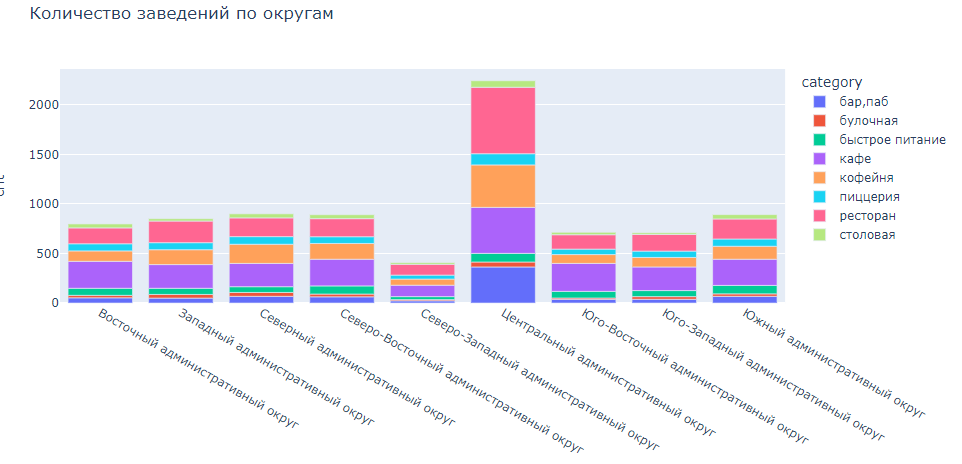 Количество заведений по округам
2000
1500
1000
500
0
Восточный административный округ
Западный административный округ
Северный административный округ
Северо-Восточный административный округ
Северо-Западный административный округ
Центральный административный округ
Юго-Восточный административный округ
Юго-Западный административный округ
Южный административный округ
category
бар,паб
булочная
быстрое питание
кафе
кофейня
пиццерия
ресторан
столовая